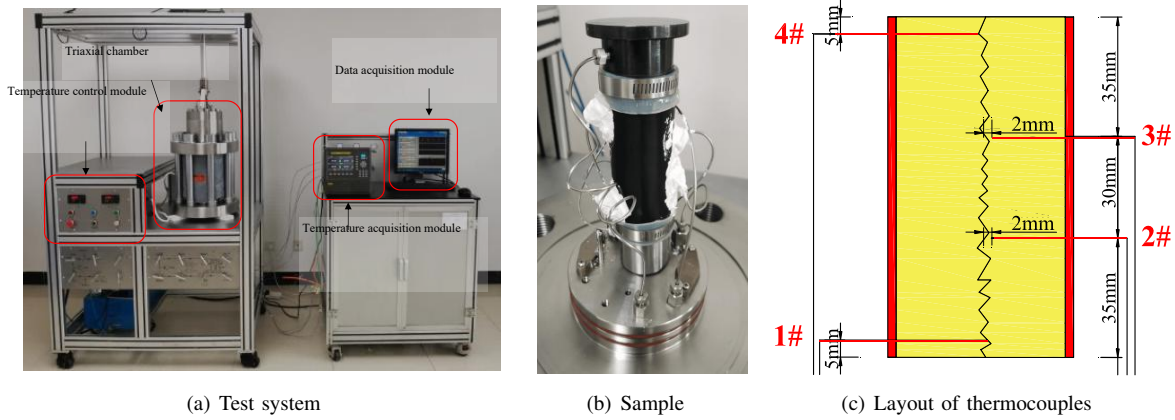 Triaxial chamber
Temperature control module
Data acquisition module
Temperature acquisition module
4#
5mm
35mm
2mm
3#
30mm
2mm
2#
35mm
1#
5mm
(a) Test system
(b) Sample
(c) Layout of thermocouples